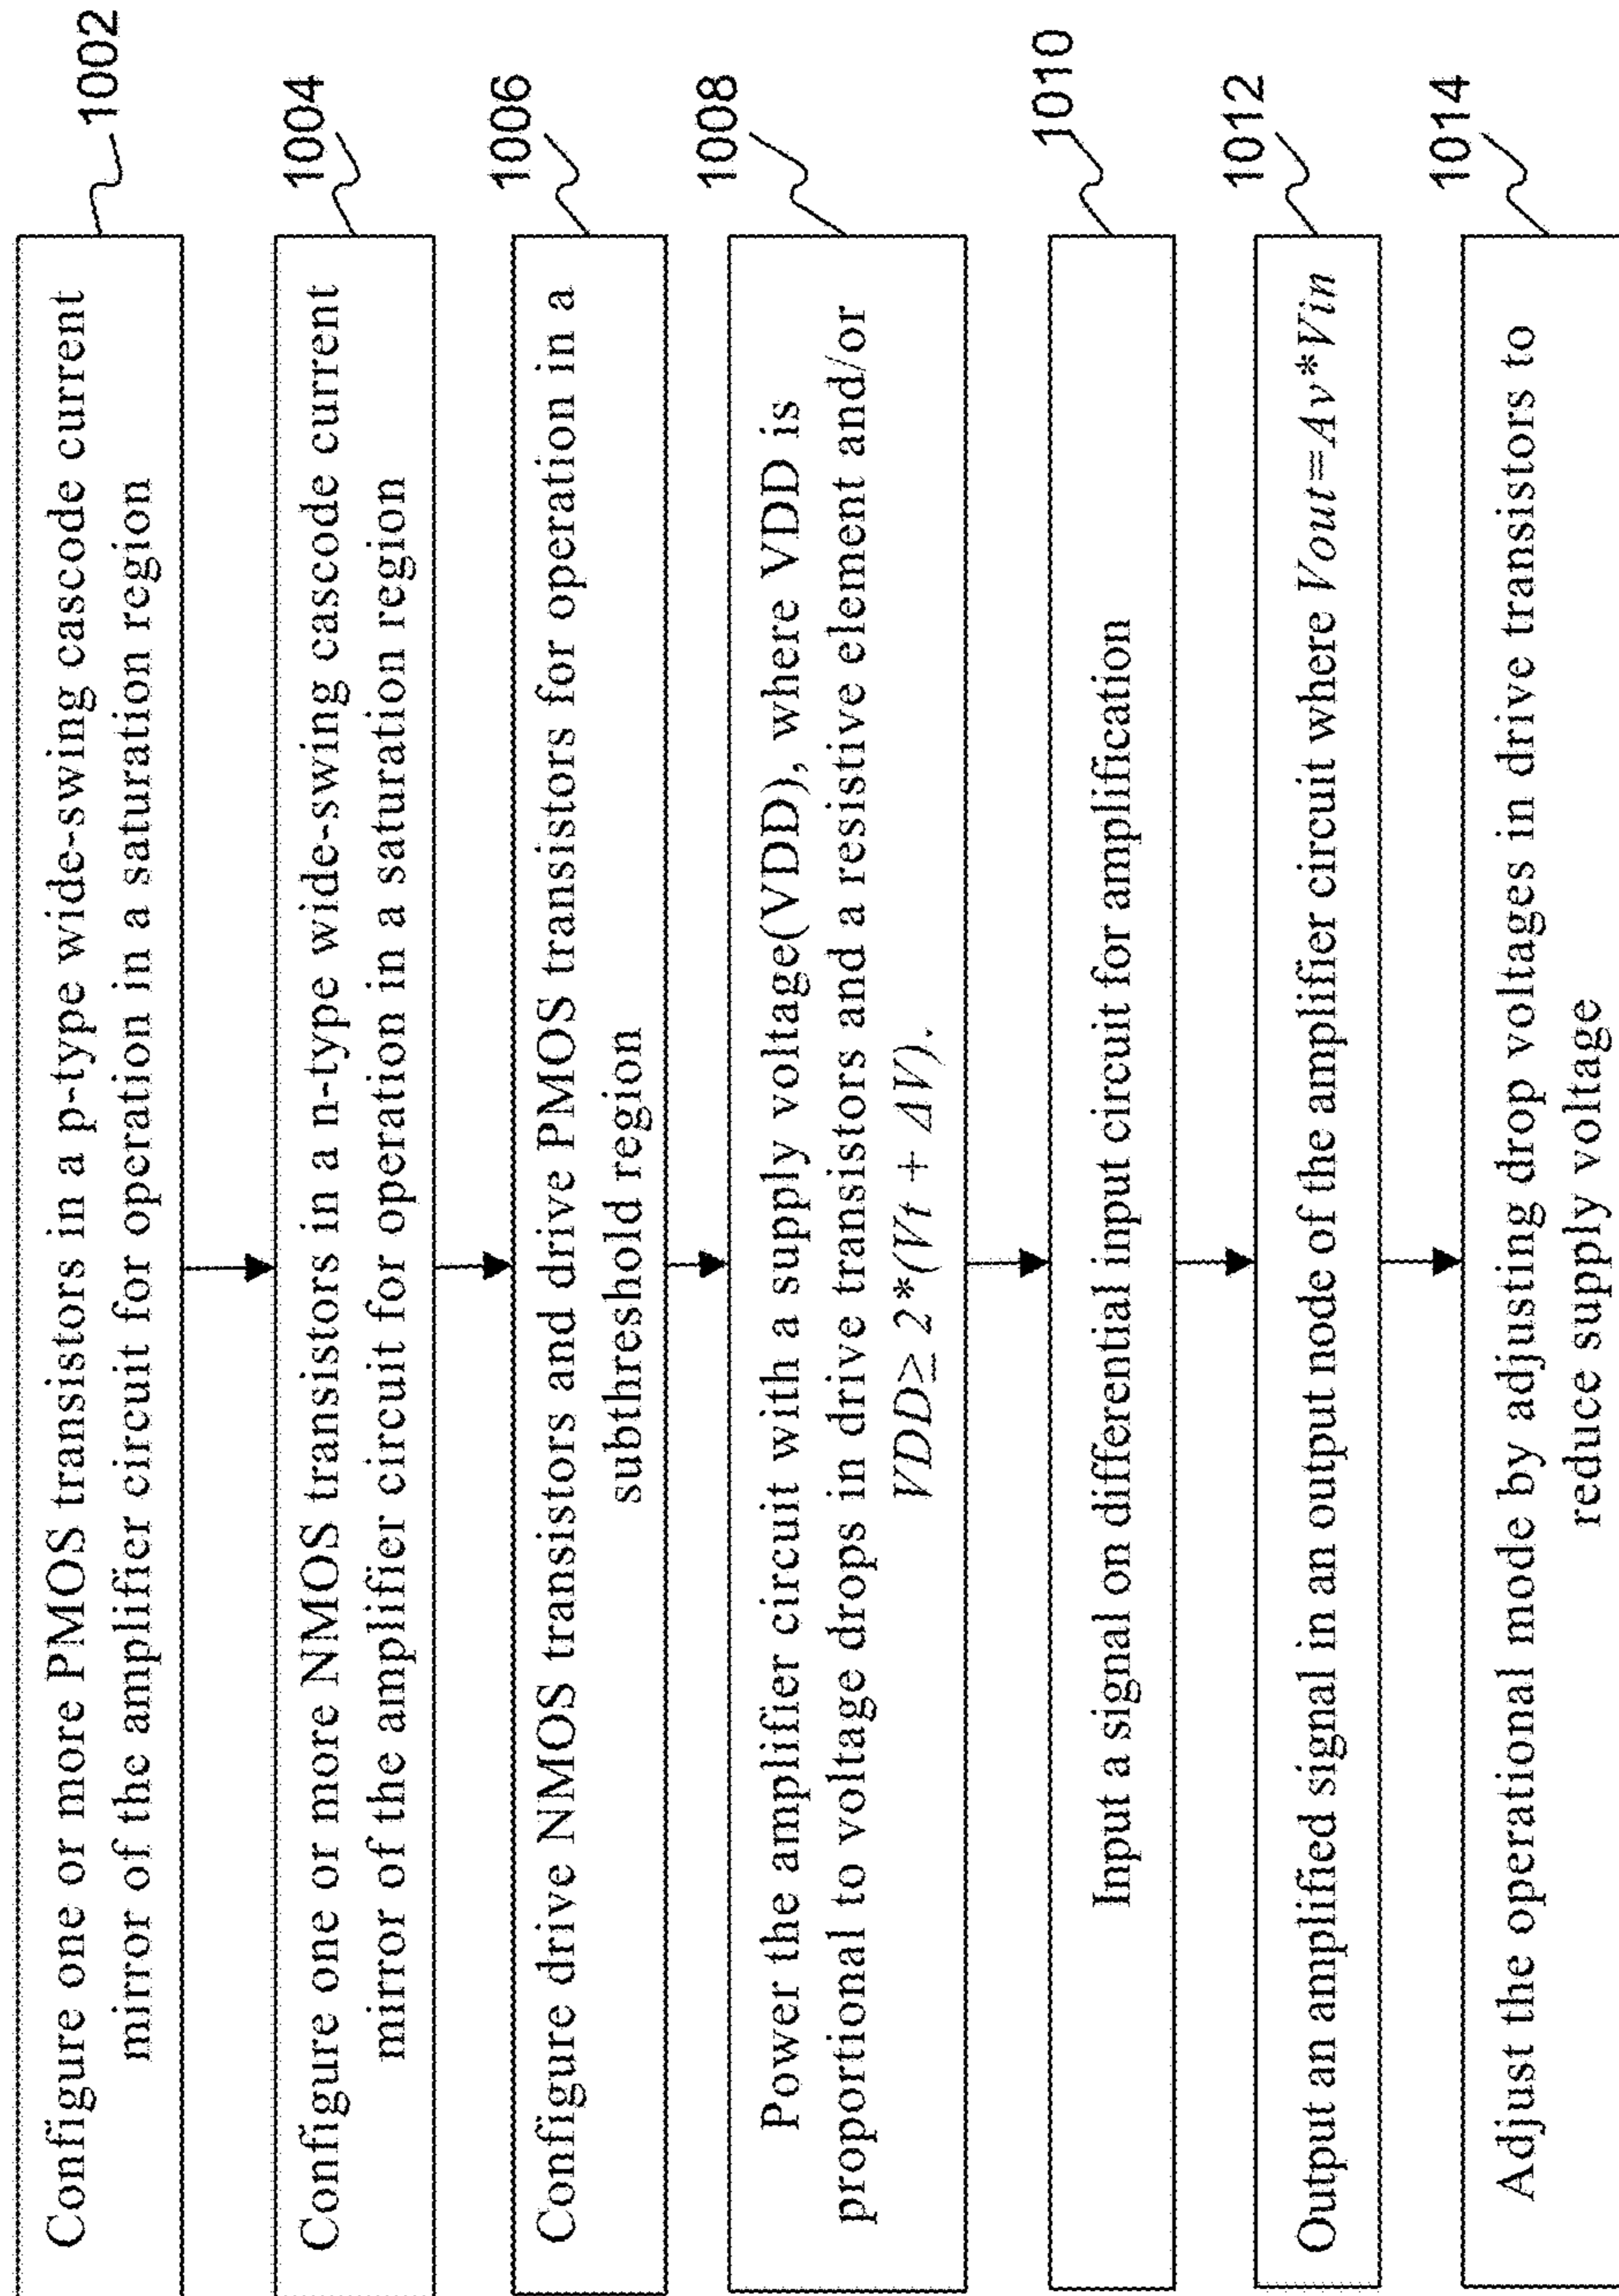 Configure one or more PMOS transistors in a p-type wide-swing cascode current
mirror of the amplifier circuit for operation in a saturation region
1002
Configure one or more NMOS transistors in a n-type wide-swing cascode current
mirror of the amplifier circuit for operation in a saturation region
1004
Configure drive NMOS transistors and drive PMOS transistors for operation in a
subthreshold region
1006
Power the amplifier circuit with a supply voltage(VDD), where VDD is
proportional to voltage drops in drive transistors and a resistive element and/or
VDD≥ 2*(Vt + ΔV).
1008
Input a signal on differential input circuit for amplification
1010
Output an amplified signal in an output node of the amplifier circuit where Vout=Av*Vin
1012
Adjust the operational mode by adjusting drop voltages in drive transistors to
reduce supply voltage
1014